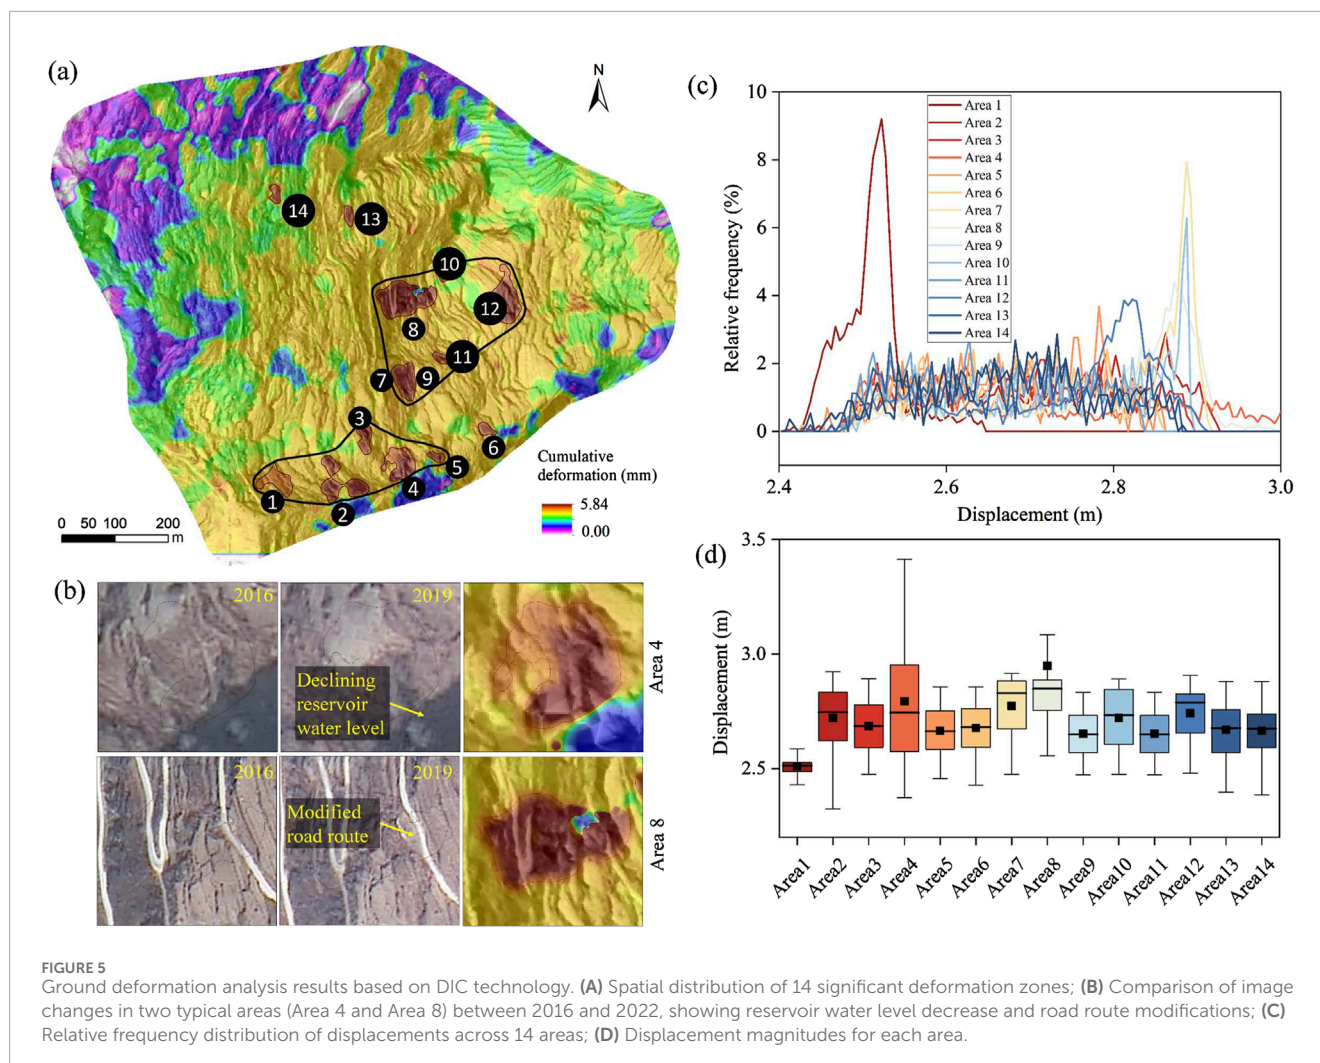 (a)
N
14
13
10
12
8
11
7
9
3
6
5
4
1
2
Cumulative
deformation (mm)
5.84
0.00
0 50 100 200
m
(b)
2016
2019
Declining
reservoir
water level
Area 4
2016
2019
Modified
road route
Area 8
(c)
10
8
6
4
2
0
Relative frequency (%)
Area 1
Area 2
Area 3
Area 4
Area 5
Area 6
Area 7
Area 8
Area 9
Area 10
Area 11
Area 12
Area 13
Area 14
2.4 2.6 2.8 3.0
Displacement (m)
(d)
3.5
3.0
2.5
Displacement (m)
Area1 Area2 Area3 Area4 Area5 Area6 Area7 Area8 Area9 Area10 Area11 Area12 Area13 Area14
FIGURE 5
Ground deformation analysis results based on DIC technology. (A) Spatial distribution of 14 significant deformation zones; (B) Comparison of image
changes in two typical areas (Area 4 and Area 8) between 2016 and 2022, showing reservoir water level decrease and road route modifications; (C)
Relative frequency distribution of displacements across 14 areas; (D) Displacement magnitudes for each area.